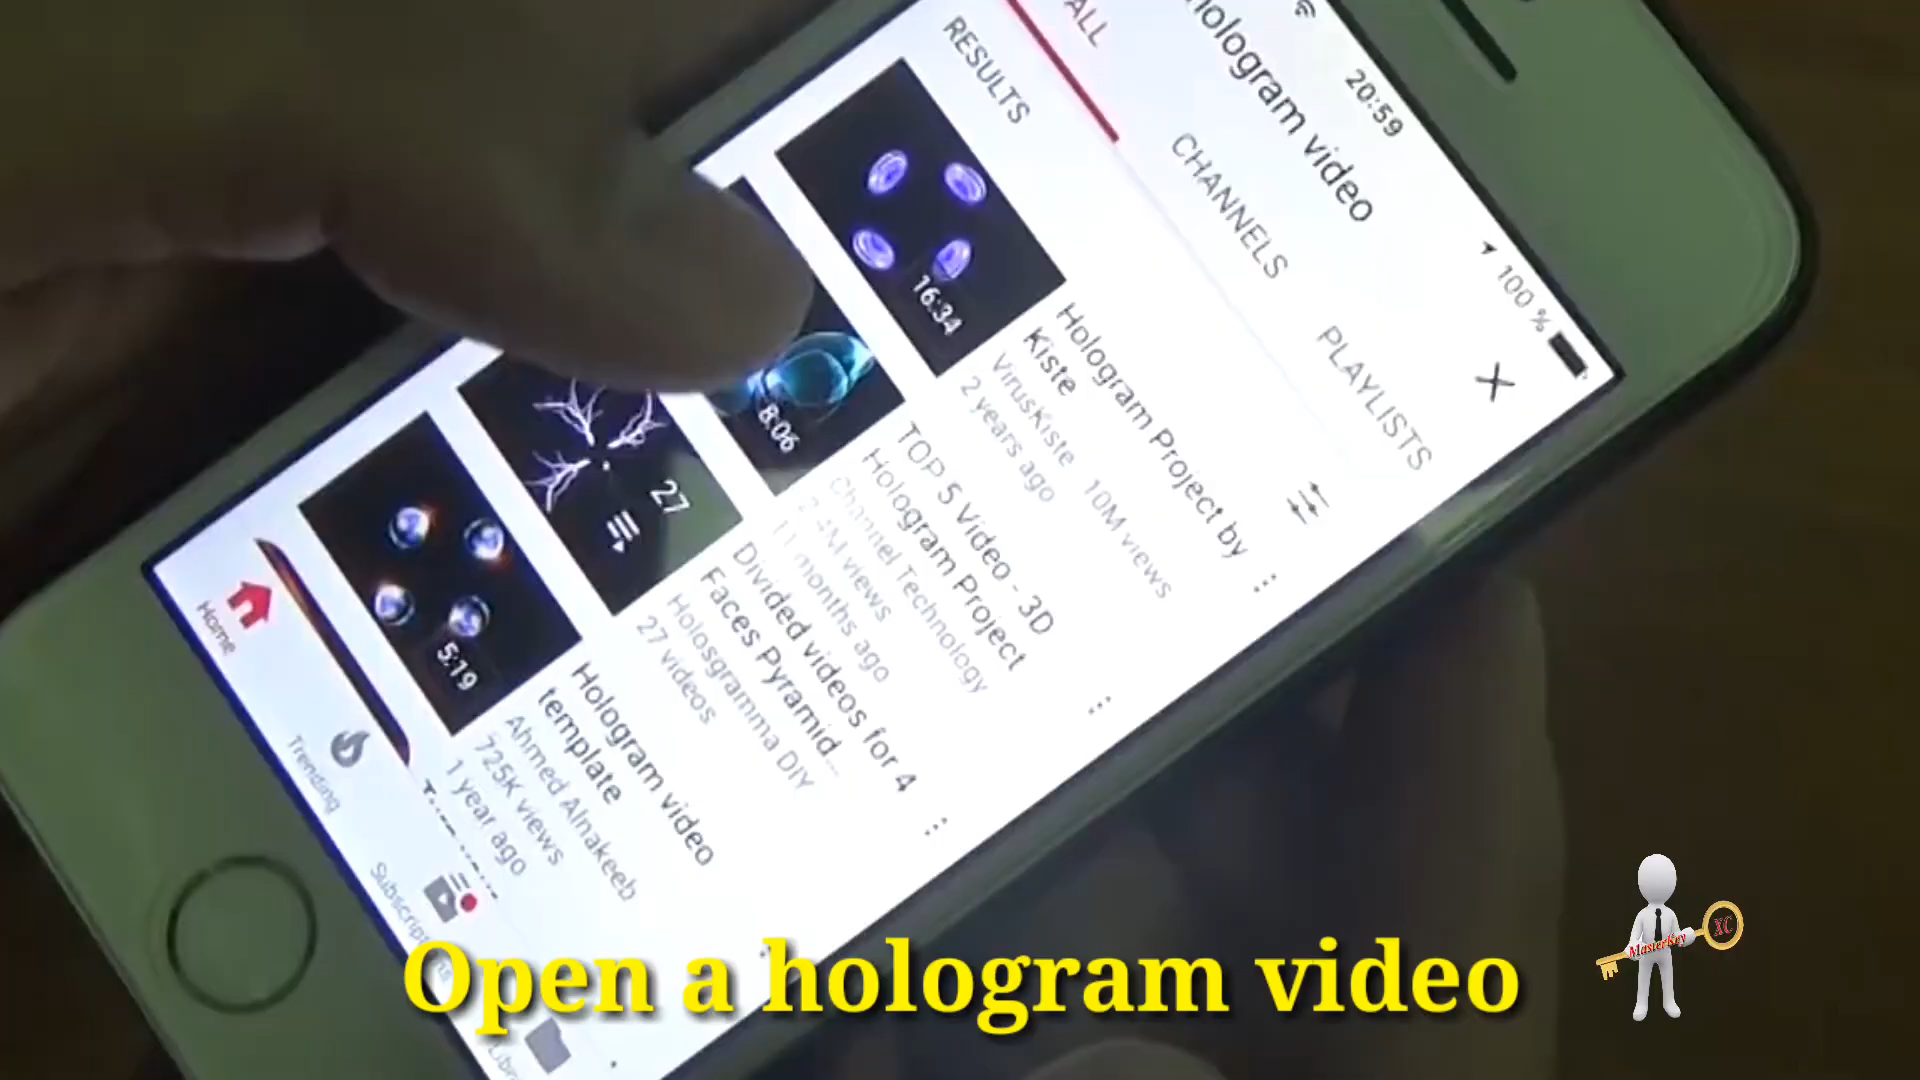 20:59
100 %
hologram video
ALL
CHANNELS
PLAYLISTS
RESULTS
16:34
Hologram Project by
Kiste
VirusKiste 10M views
2 years ago
8:06
TOP 5 Video - 3D
Hologram Project
Channel Technology
2.4M views
11 months ago
27
Divided videos for 4
Faces Pyramid...
Holosgramma DIY
27 videos
5:19
Hologram video
template
Ahmed Alnakeeb
725K views
1 year ago
Home
Trending
Open a hologram video
MasterKey
XC